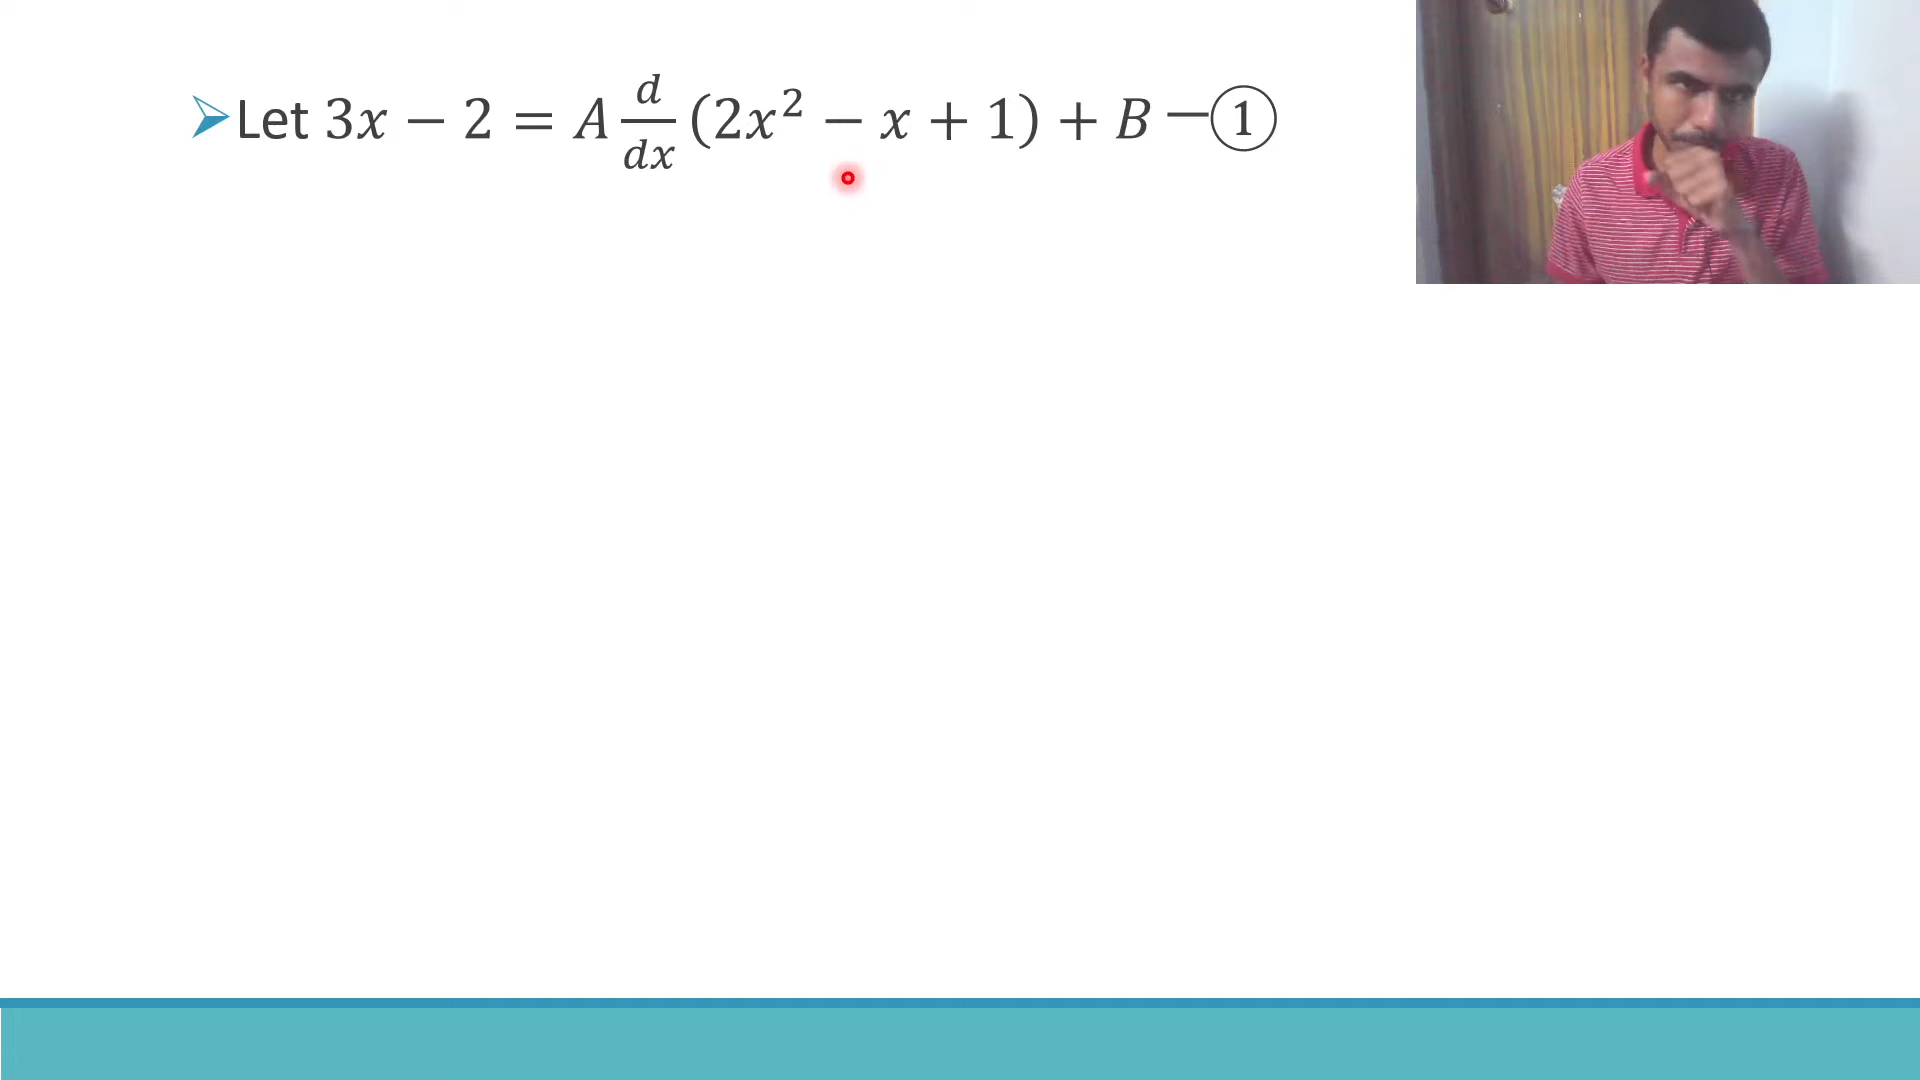 ➢Let 3𝑥 − 2 = 𝐴 𝑑/𝑑𝑥 (2𝑥² − 𝑥 + 1) + 𝐵 —①